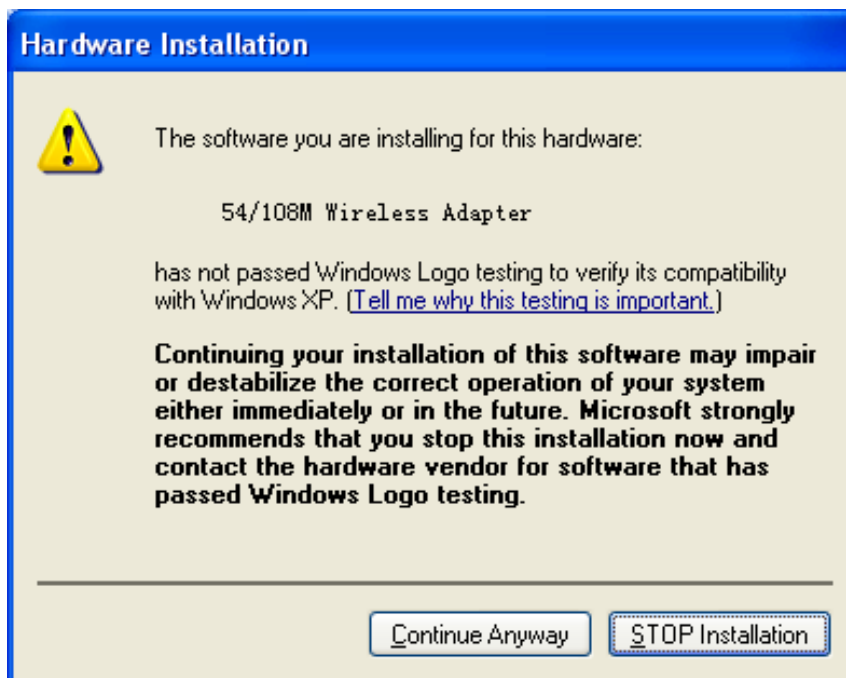 Hardware Installation
The software you are installing for this hardware:
54/108M Wireless Adapter
has not passed Windows Logo testing to verify its compatibility
with Windows XP. (Tell me why this testing is important.)
Continuing your installation of this software may impair
or destabilize the correct operation of your system
either immediately or in the future. Microsoft strongly
recommends that you stop this installation now and
contact the hardware vendor for software that has
passed Windows Logo testing.
Continue Anyway
STOP Installation